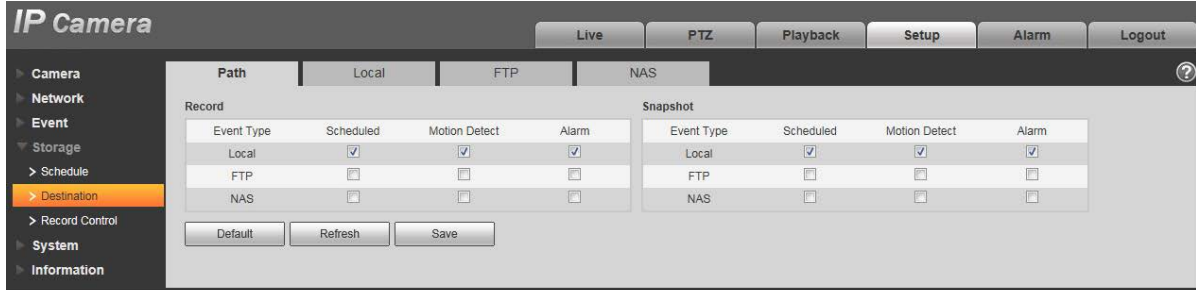 IP Camera
Live PTZ Playback Setup Alarm Logout
Camera
Network
Event
Storage
> Schedule
> Destination
> Record Control
System
Information
Path Local FTP NAS ?
Record
Event Type Scheduled Motion Detect Alarm
Local
FTP
NAS
Snapshot
Event Type Scheduled Motion Detect Alarm
Local
FTP
NAS
Default Refresh Save